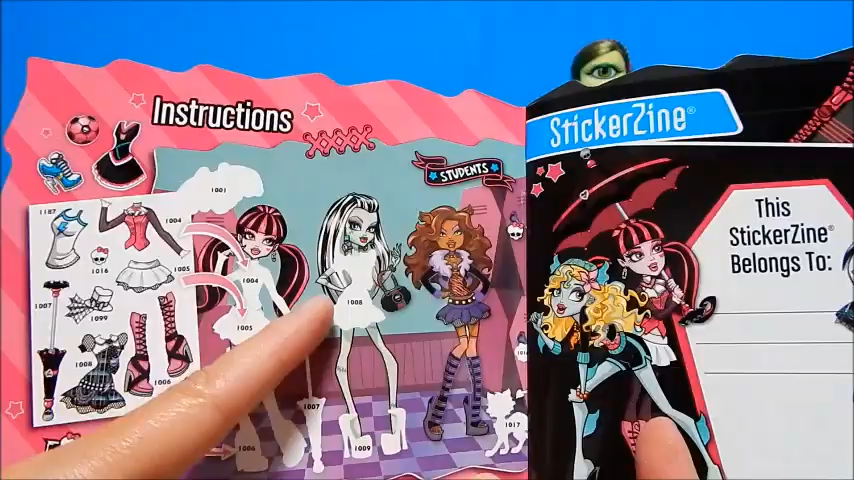 Instructions
STUDENTS
1001
1187
1004
1016
1005
1007
1099
1008
1006
1004
1005
1008
1006
1007
1009
1017
StickerZine®
This
StickerZine®
Belongs To: